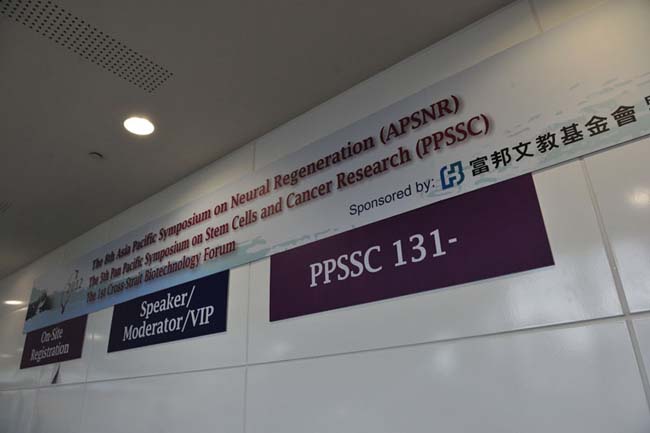 The 8th Asia Pacific Symposium on Neural Regeneration (APSNR)
The 5th Pan Pacific Symposium on Stem Cells and Cancer Research (PPSSC)
The 1st Cross-Strait Biotechnology Forum
Sponsored by: 富邦文教基金會
On-Site
Registration
Speaker/
Moderator/VIP
PPSSC 131-